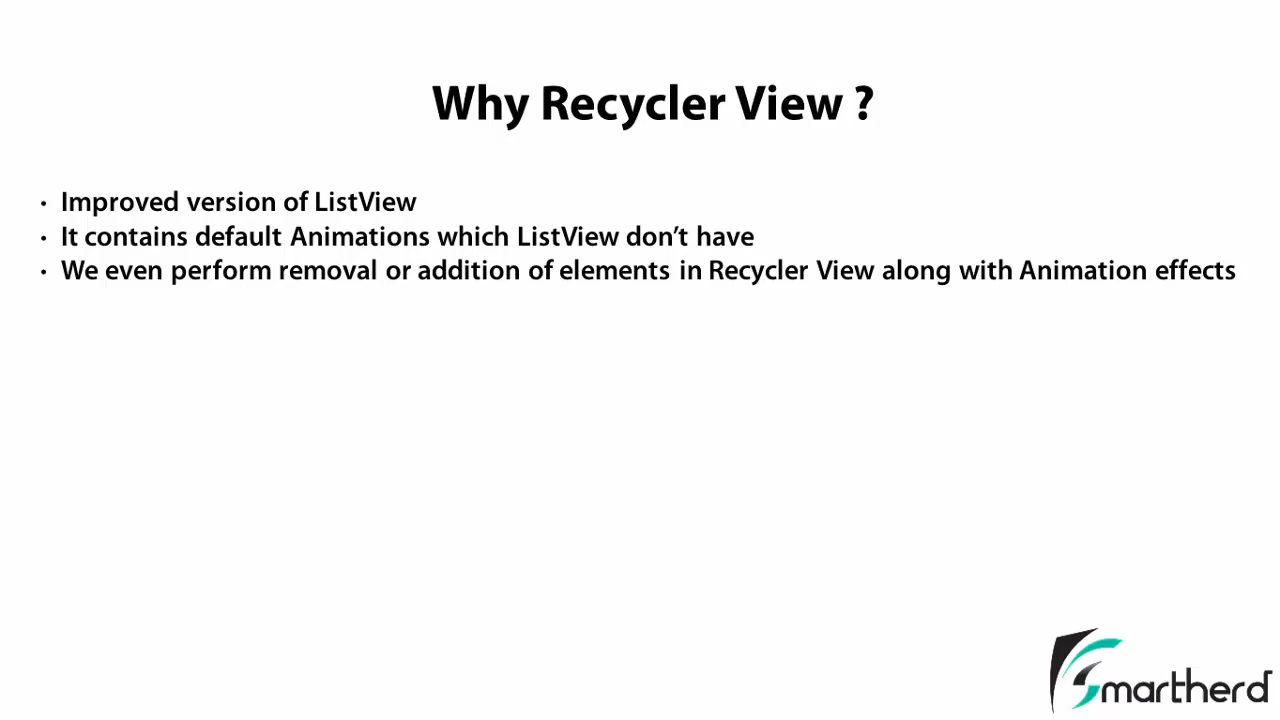 Why Recycler View ?
• Improved version of ListView
• It contains default Animations which ListView don’t have
• We even perform removal or addition of elements in Recycler View along with Animation effects
Smartherd